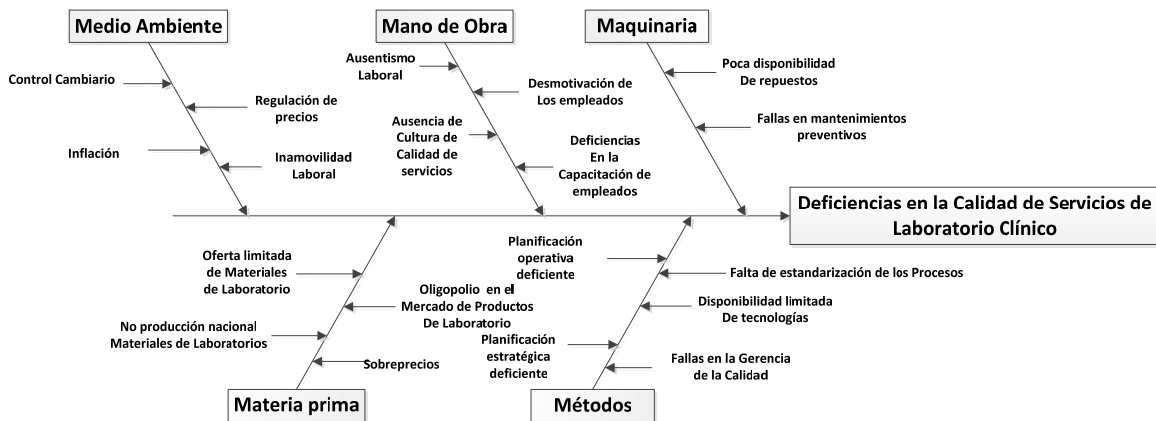 Medio Ambiente
Mano de Obra
Maquinaria
Control Cambiario
Regulación de
precios
Inflación
Inamovilidad
Laboral
Ausentismo
Laboral
Desmotivación de
Los empleados
Ausencia de
Cultura de
Calidad de
servicios
Deficiencias
En la
Capacitación de
empleados
Poca disponibilidad
De repuestos
Fallas en mantenimientos
preventivos
Deficiencias en la Calidad de Servicios de
Laboratorio Clínico
Oferta limitada
de Materiales
de Laboratorio
Oligopolio en el
Mercado de Productos
De Laboratorio
No producción nacional
Materiales de Laboratorios
Sobreprecios
Planificación
operativa
deficiente
Falta de estandarización de los Procesos
Disponibilidad limitada
De tecnologías
Planificación
estratégica
deficiente
Fallas en la Gerencia
de la Calidad
Materia prima
Métodos